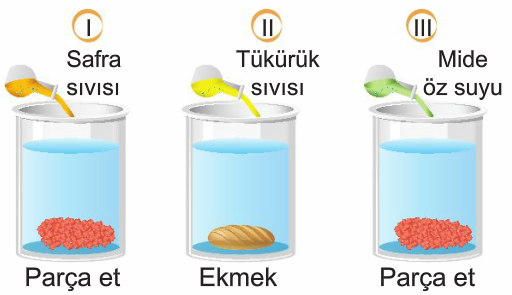 I
Safra
sıvısı
Parça et
II
Tükürük
sıvısı
Ekmek
III
Mide
öz suyu
Parça et